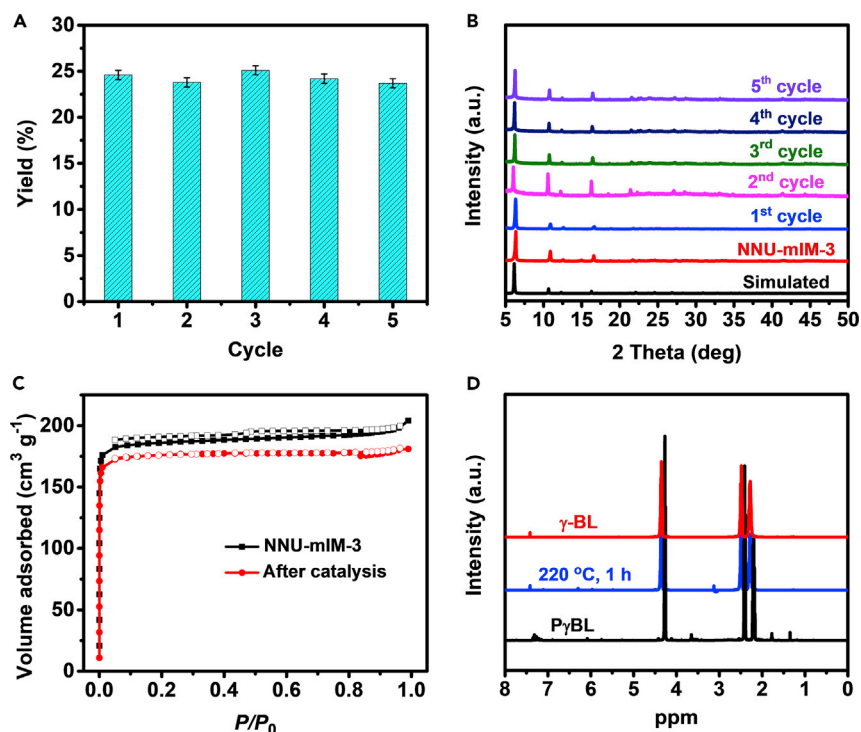 A
Yield (%)
30
25
20
15
10
5
0
1 2 3 4 5
Cycle
B
Intensity (a.u.)
5th cycle
4th cycle
3rd cycle
2nd cycle
1st cycle
NNU-mIM-3
Simulated
5 10 15 20 25 30 35 40 45 50
2 Theta (deg)
C
Volume adsorbed (cm³ g⁻¹)
200
150
100
50
0
NNU-mIM-3
After catalysis
0.0 0.2 0.4 0.6 0.8 1.0
P/P₀
D
Intensity (a.u.)
γ-BL
220 ºC, 1 h
PγBL
8 7 6 5 4 3 2 1 0
ppm